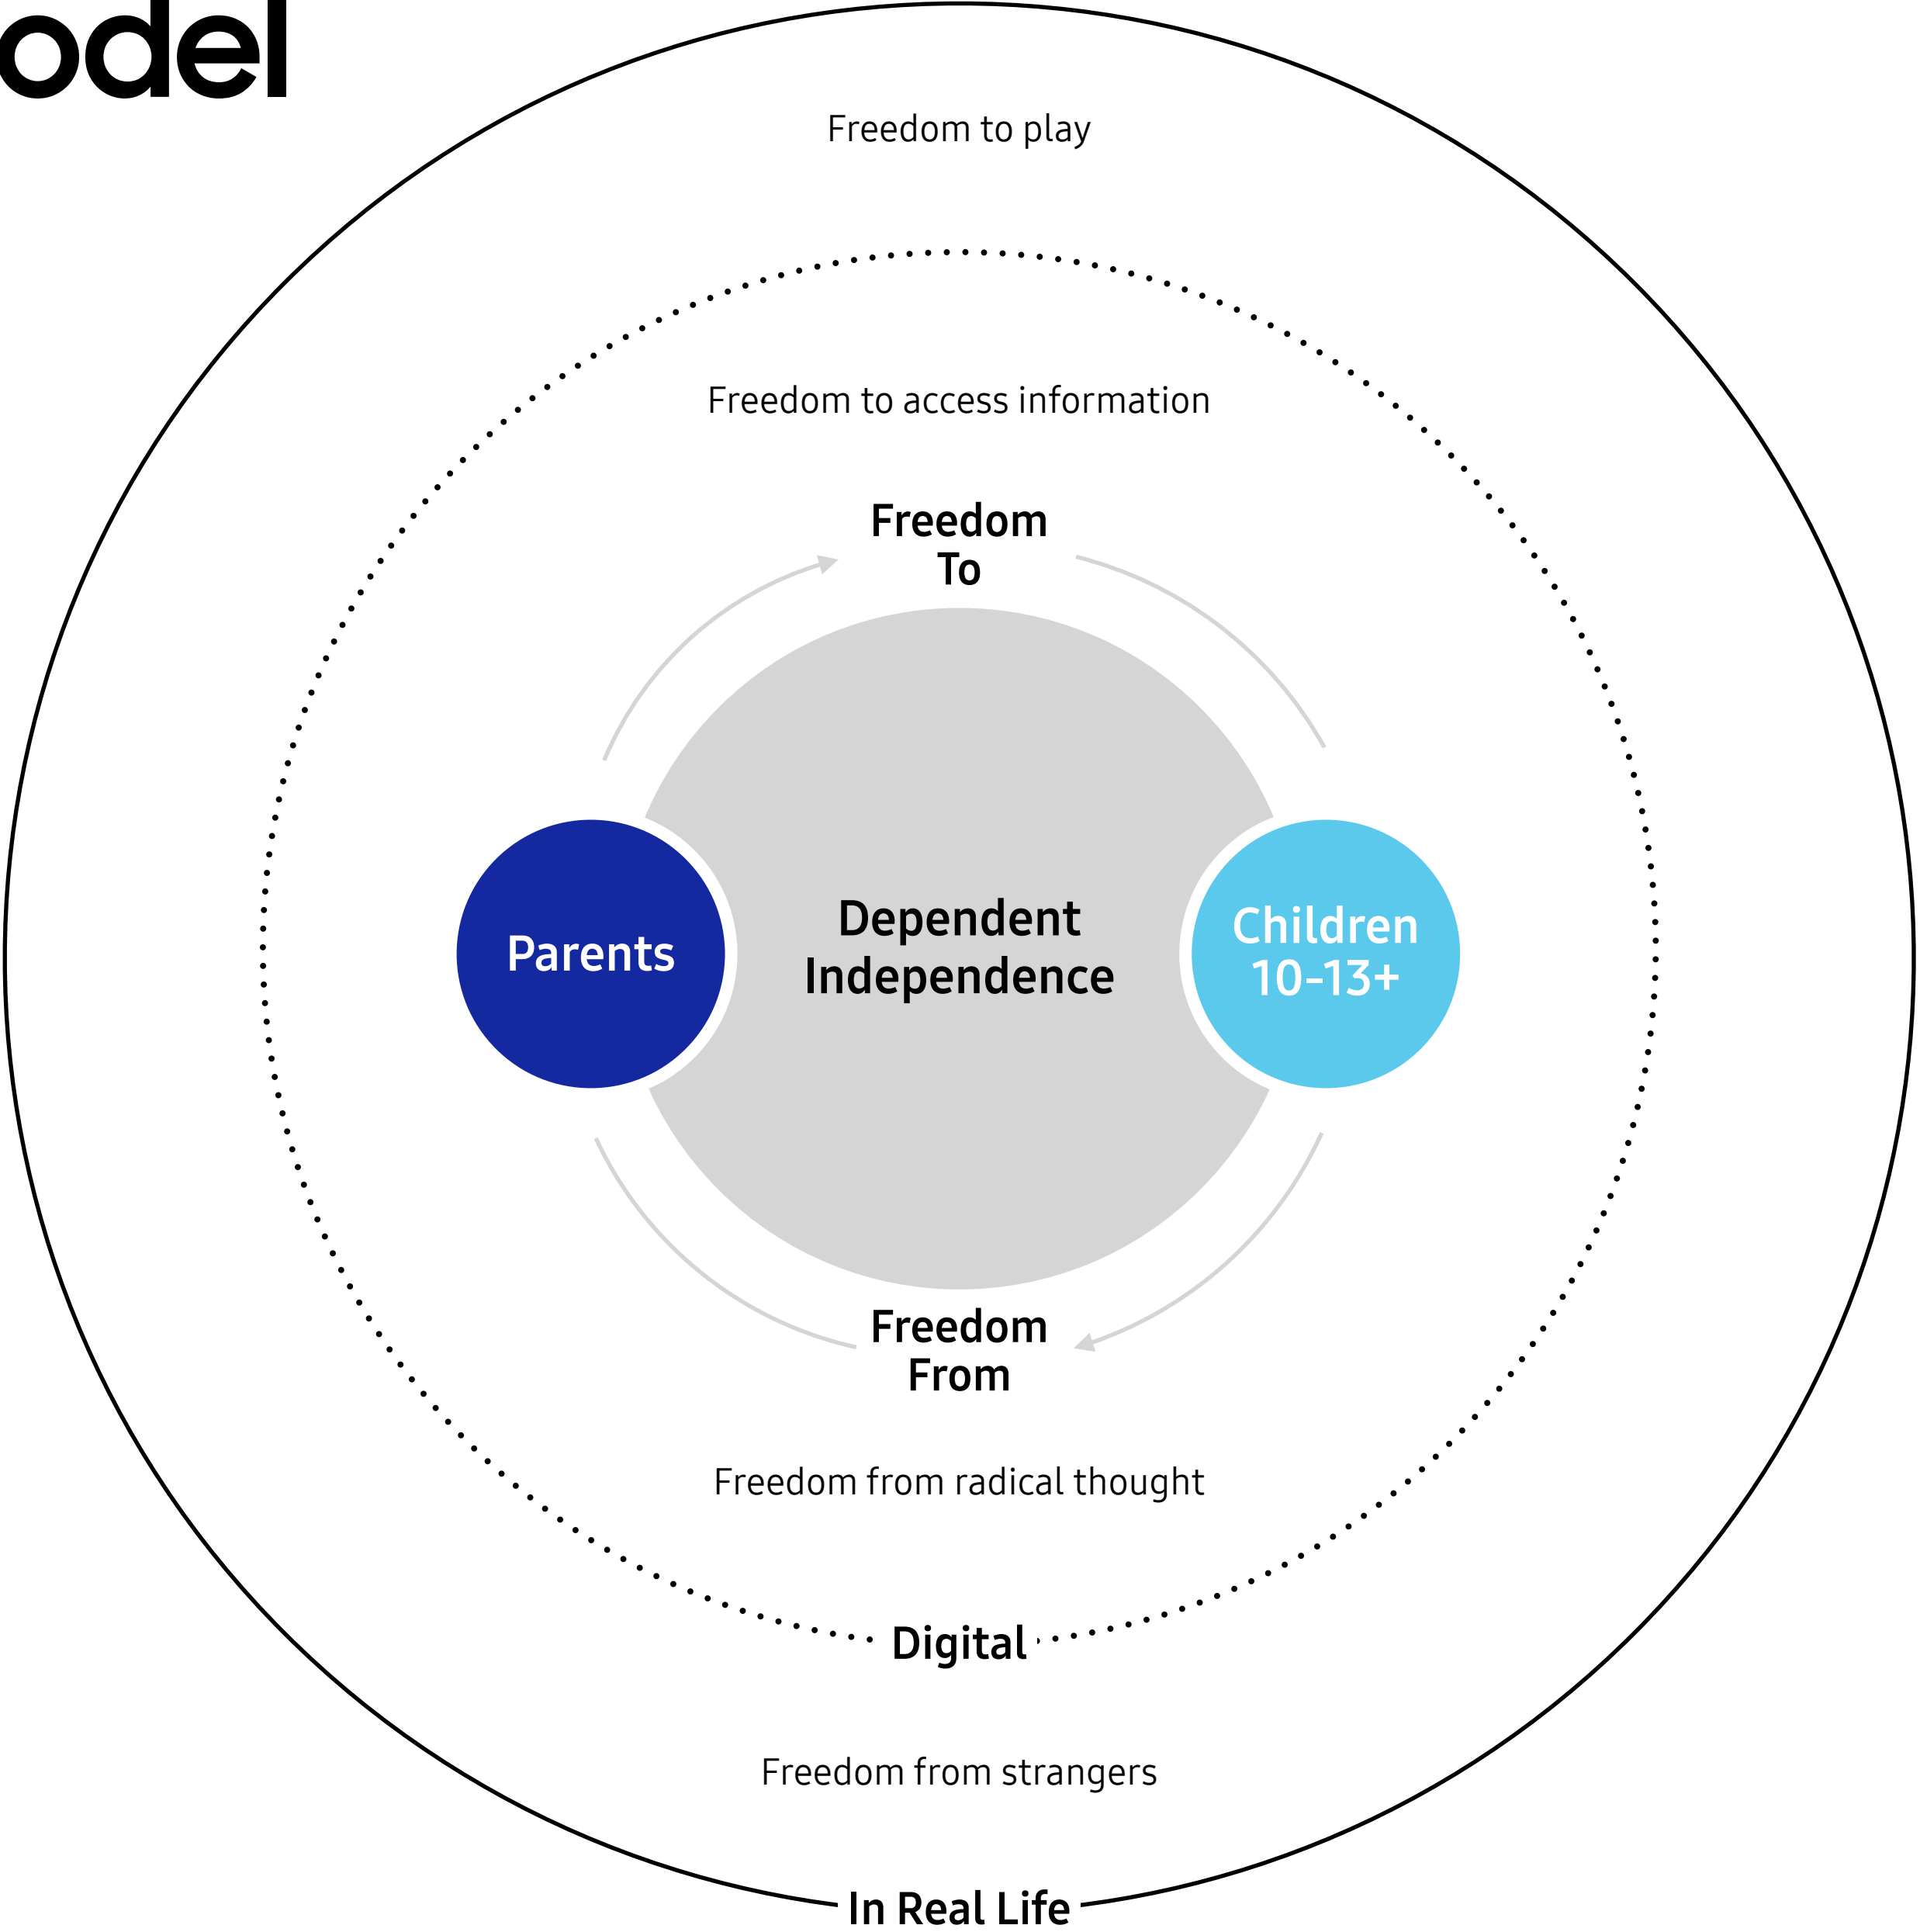 odel
Freedom to play
Freedom to access information
Freedom
To
Parents
Dependent
Independence
Children
10-13+
Freedom
From
Freedom from radical thought
Digital
Freedom from strangers
In Real Life